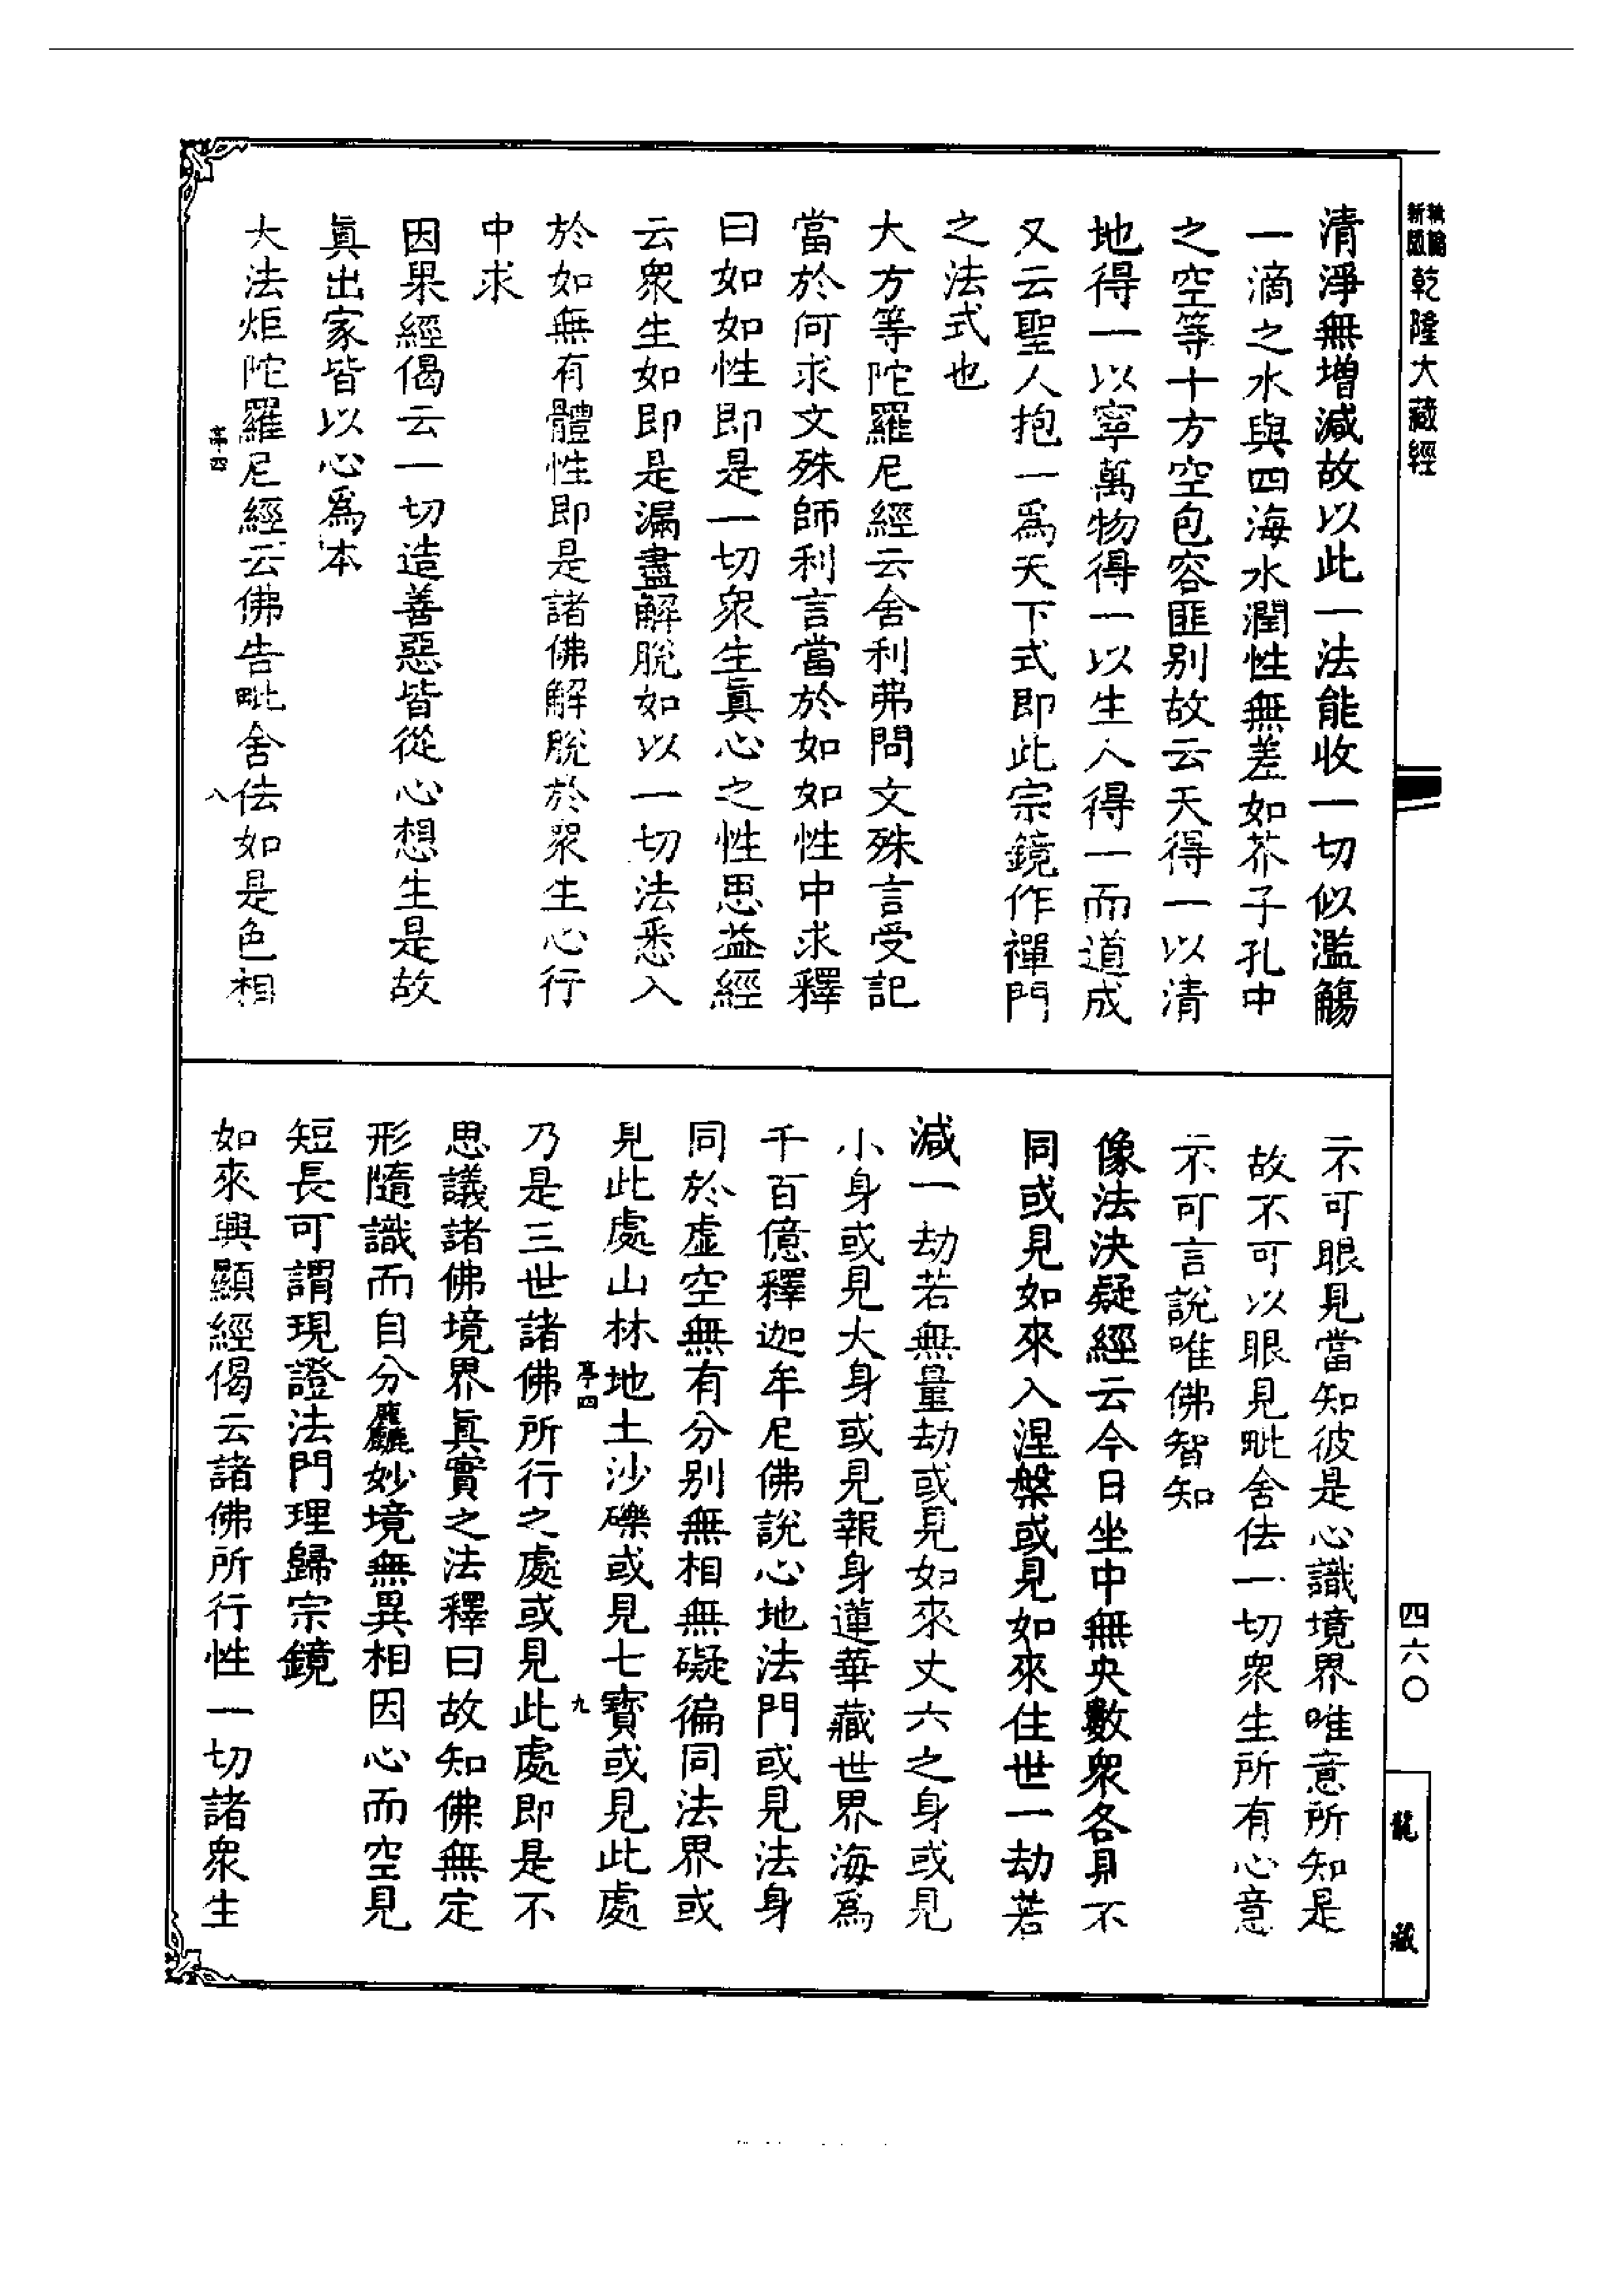 新編
縮版
乾隆大藏經
清淨無增減故以此一法能收一切似濫觴
一滴之水與四海水潤性無差如芥子孔中
之空等十方空包容匪別故云天得一以清
地得一以寧萬物得一以生人得一而道成
又云聖人抱一爲天下式即此宗鏡作禪門
之法式也
大方等陀羅尼經云舍利弗問文殊言受記
當於何求文殊師利言當於如如性中求釋
曰如如性即是一切衆生眞心之性思益經
云衆生如即是漏盡解脫如以一切法悉入
於如無有體性即是諸佛解脫於衆生心行
中求
因果經偈云一切造善惡皆從心想生是故
眞出家皆以心爲本
大法炬陀羅尼經云佛告毗舍佉如是色相
亭四
八
不可眼見當知彼是心識境界唯意所知是
故不可以眼見毗舍佉一切衆生所有心意
不可言說唯佛智知
像法決疑經云今日坐中無央數衆各見不
同或見如來入涅槃或見如來住世一劫若
減一劫若無量劫或見如來丈六之身或見
小身或見大身或見報身蓮華藏世界海爲
千百億釋迦牟尼佛說心地法門或見法身
同於虛空無有分別無相無礙徧同法界或
見此處山林地土沙礫或見七寶或見此處
亭四
九
乃是三世諸佛所行之處或見此處即是不
思議諸佛境界眞實之法釋曰故知佛無定
形隨識而自分麤妙境無異相因心而空見
短長可謂現證法門理歸宗鏡
如來興顯經偈云諸佛所行性一切諸衆生
四六〇
龍藏